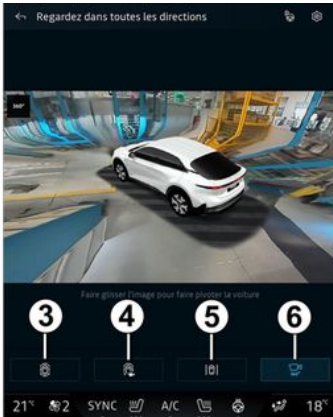 Regardez dans toutes les directions
360°
Faire glisser l'image pour faire pivoter la voiture
3 4 5 6
21° 2 SYNC A/C 18°